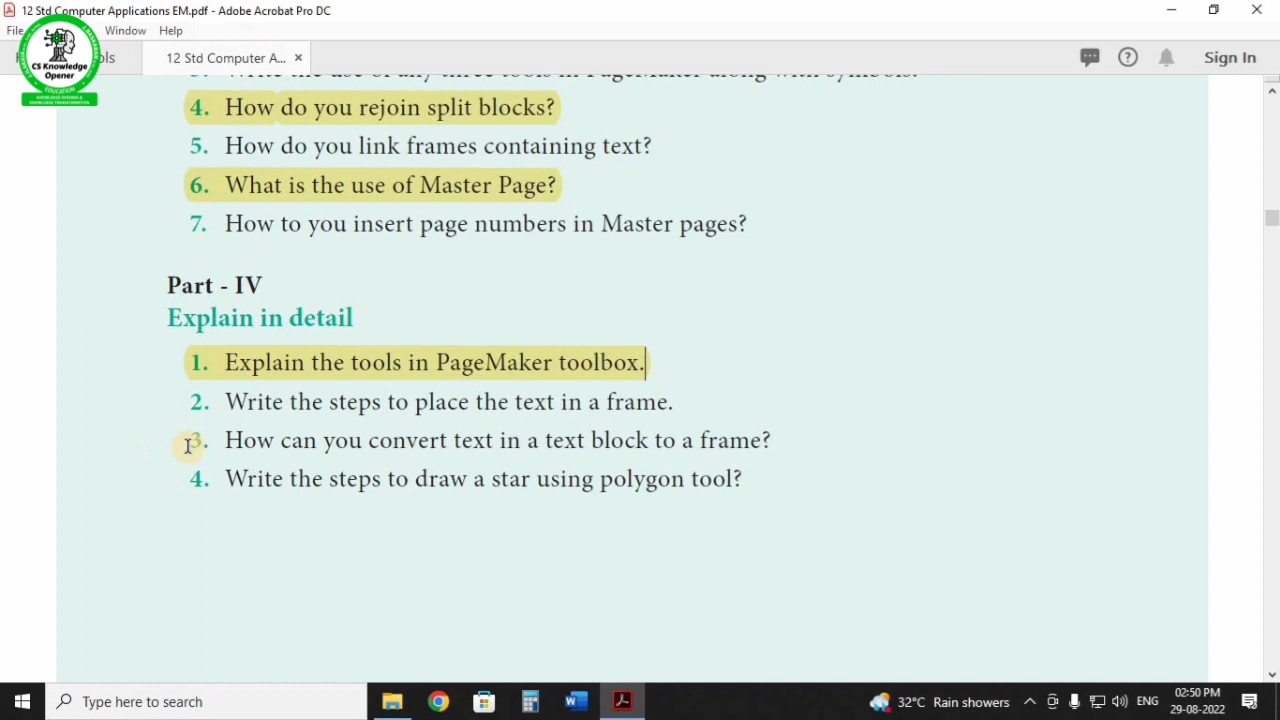 12 Std Computer Applications EM.pdf - Adobe Acrobat Pro DC
File Window Help
12 Std Computer A... × Sign In
CS Knowledge
Opener
EDUCATION
4. How do you rejoin split blocks?
5. How do you link frames containing text?
6. What is the use of Master Page?
7. How to you insert page numbers in Master pages?
Part - IV
Explain in detail
1. Explain the tools in PageMaker toolbox.
2. Write the steps to place the text in a frame.
3. How can you convert text in a text block to a frame?
4. Write the steps to draw a star using polygon tool?
Type here to search
32°C Rain showers
ENG
02:50 PM
29-08-2022